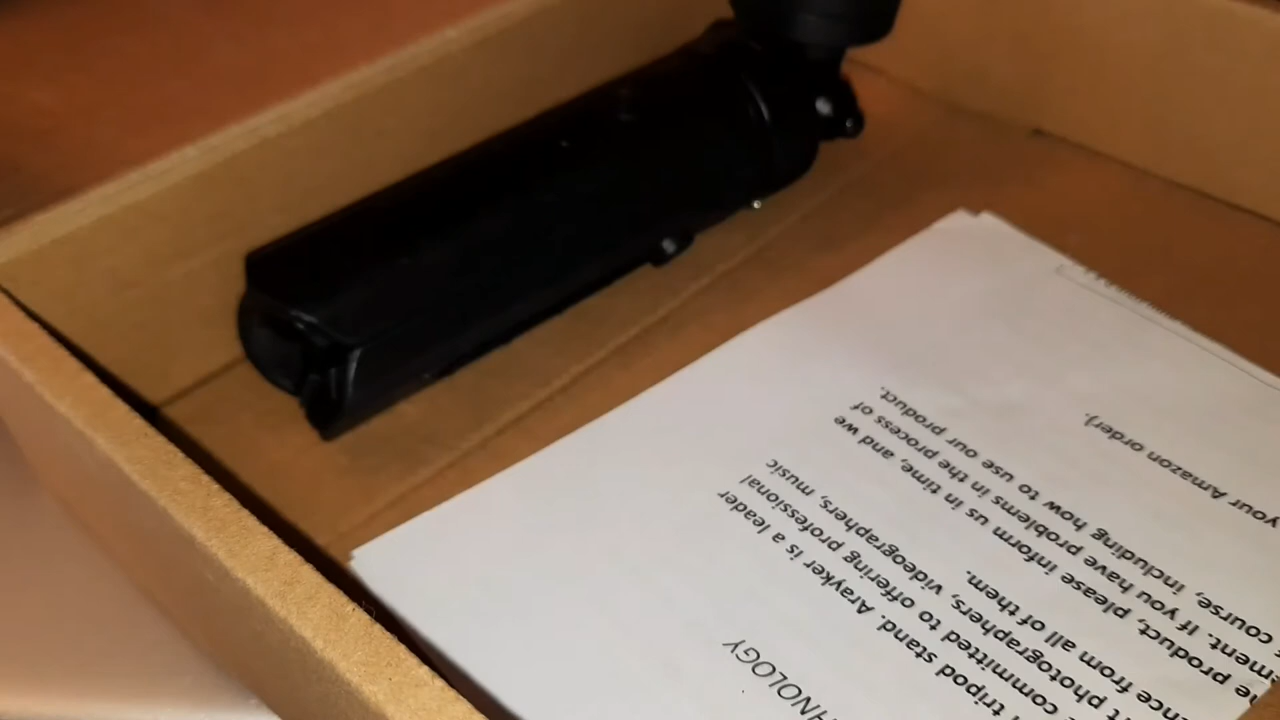 HNOLOGY
tripod stand. Arayker is a leader
committed to offering professional
t photographers, videographers, music
nce from all of them.
he product, please inform us in time, and we
ement. If you have problems in the process of
course, including how to use our product.
your Amazon order).